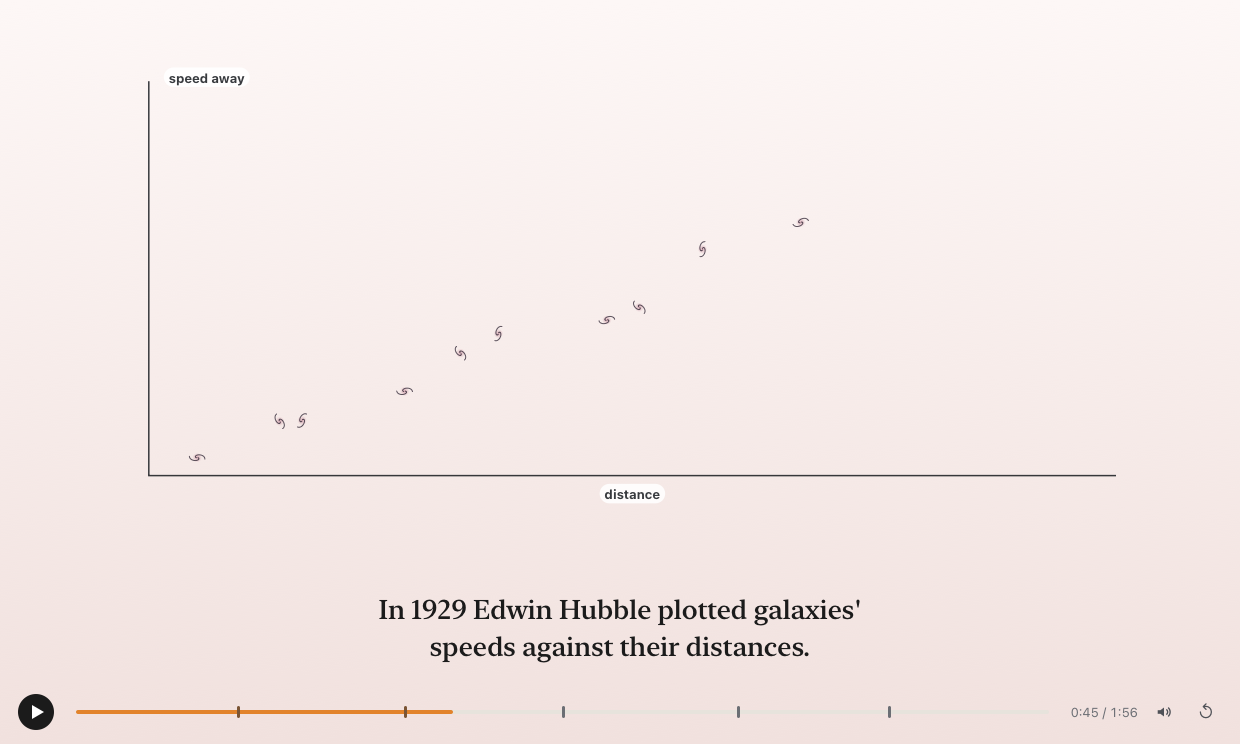 speed away
distance
In 1929 Edwin Hubble plotted galaxies'
speeds against their distances.
0:45 / 1:56